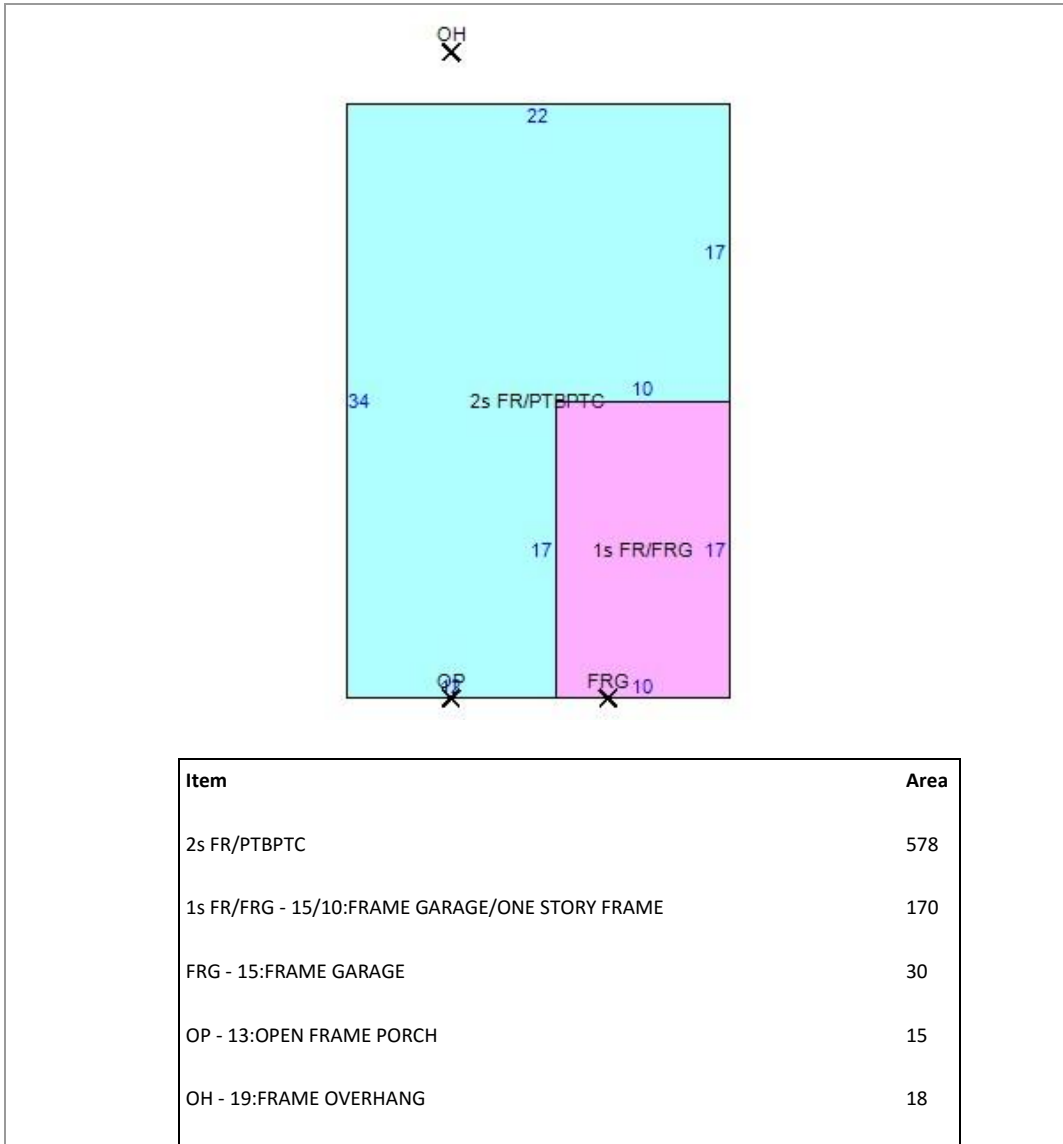 OH
22
17
10
34 2s FR/PTBPTC
17 1s FR/FRG 17
OP FRG 10
Item Area
2s FR/PTBPTC 578
1s FR/FRG - 15/10:FRAME GARAGE/ONE STORY FRAME 170
FRG - 15:FRAME GARAGE 30
OP - 13:OPEN FRAME PORCH 15
OH - 19:FRAME OVERHANG 18